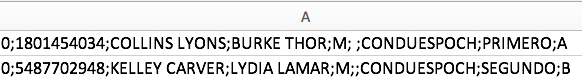 A
0;1801454034;COLLINS LYONS;BURKE THOR;M; ;CONDUESPOCH;PRIMERO;A
0;5487702948;KELLEY CARVER;LYDIA LAMAR;M;;CONDUESPOCH;SEGUNDO;B